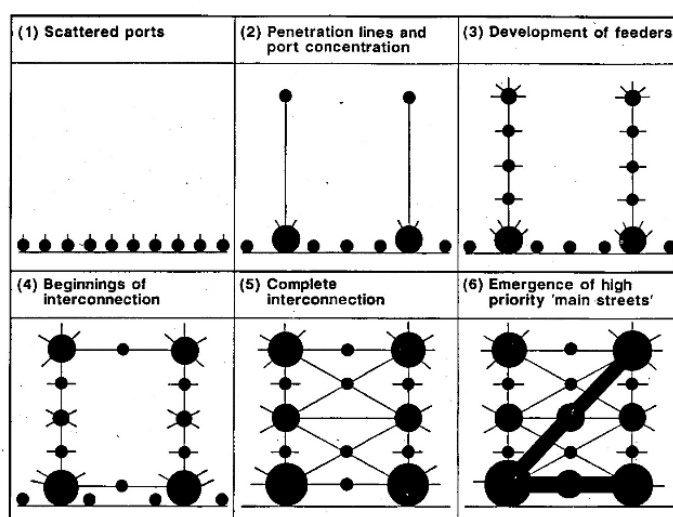 (1) Scattered ports
(2) Penetration lines and
port concentration
(3) Development of feeders
(4) Beginnings of
interconnection
(5) Complete
interconnection
(6) Emergence of high
priority 'main streets'